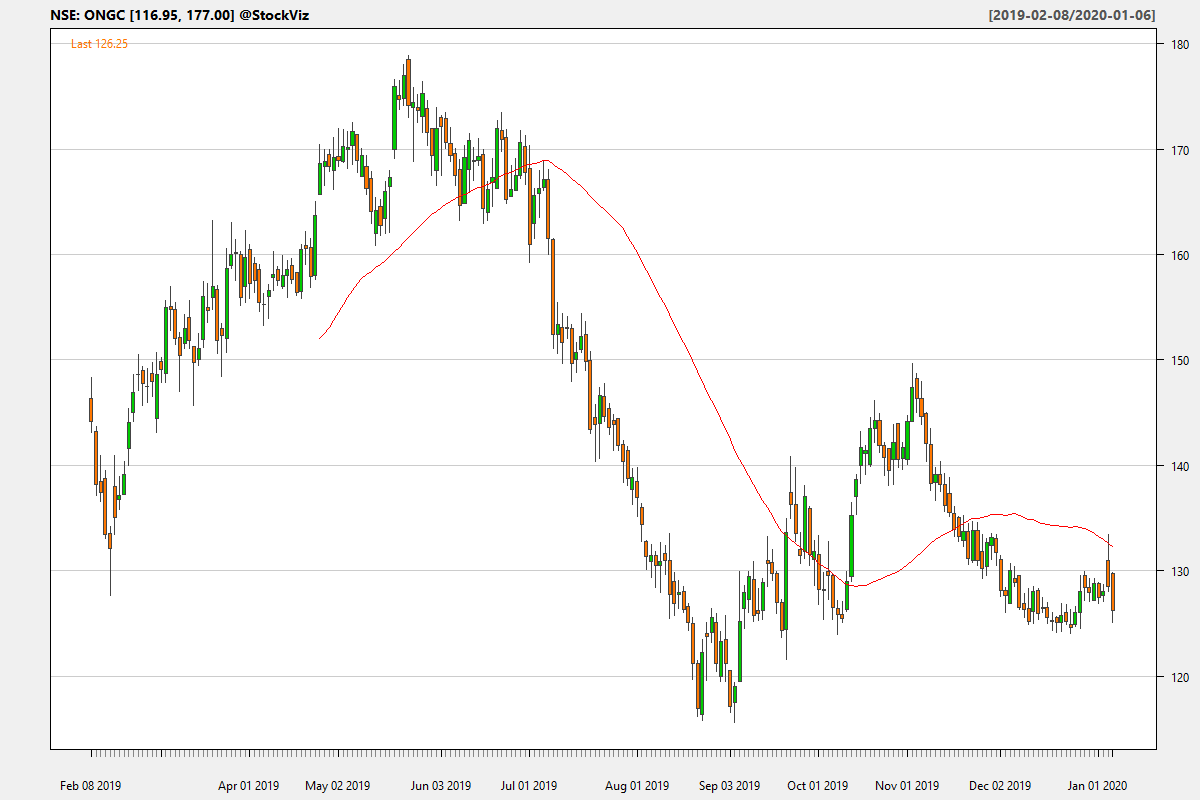 NSE: ONGC [116.95, 177.00] @StockViz
[2019-02-08/2020-01-06]
Last 126.25
180
170
160
150
140
130
120
Feb 08 2019
Apr 01 2019
May 02 2019
Jun 03 2019
Jul 01 2019
Aug 01 2019
Sep 03 2019
Oct 01 2019
Nov 01 2019
Dec 02 2019
Jan 01 2020